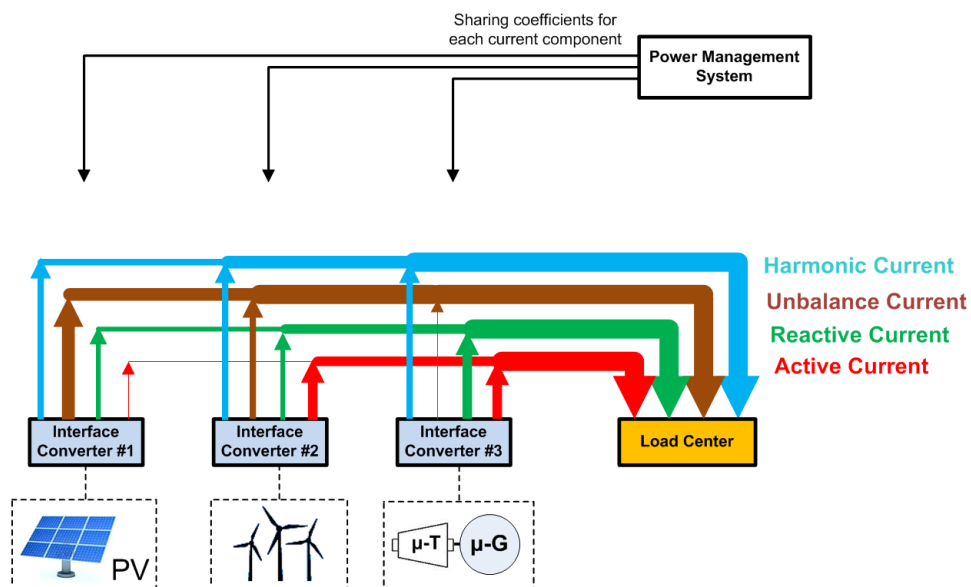 Sharing coefficients for
each current component
Power Management
System
Harmonic Current
Unbalance Current
Reactive Current
Active Current
Interface
Converter #1
Interface
Converter #2
Interface
Converter #3
Load Center
PV
μ-T
μ-G